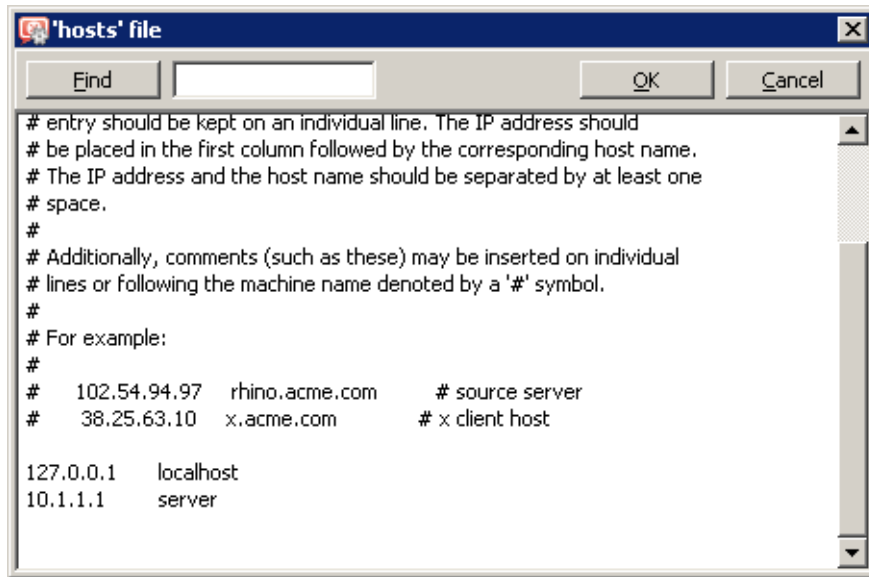 'hosts' file
Find OK Cancel
# entry should be kept on an individual line. The IP address should
# be placed in the first column followed by the corresponding host name.
# The IP address and the host name should be separated by at least one
# space.
#
# Additionally, comments (such as these) may be inserted on individual
# lines or following the machine name denoted by a '#' symbol.
#
# For example:
#
# 102.54.94.97 rhino.acme.com # source server
# 38.25.63.10 x.acme.com # x client host
127.0.0.1 localhost
10.1.1.1 server